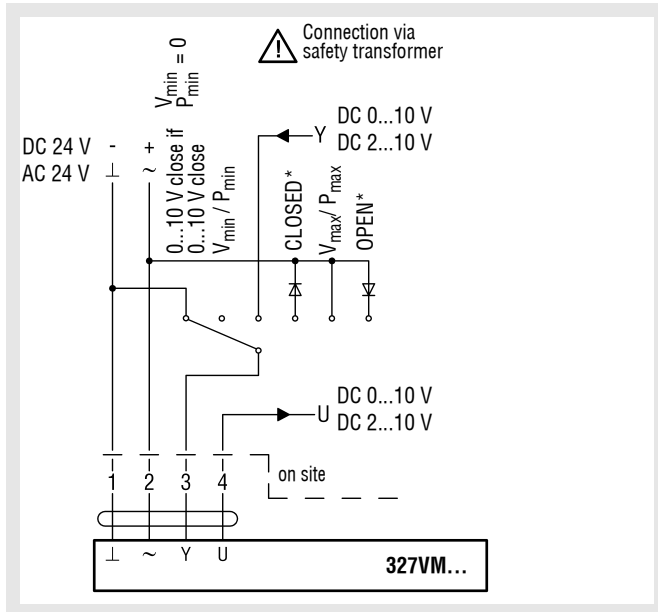 Connection via
safety transformer
DC 24 V - +
AC 24 V ⊥ ~
0...10 V close if Vmin = 0
Pmin
0...10 V close
Vmin / Pmin
Y
DC 0...10 V
DC 2...10 V
CLOSED*
Vmax/ Pmax
OPEN*
U
DC 0...10 V
DC 2...10 V
1 2 3 4
on site
⊥ ~ Y U
327VM...